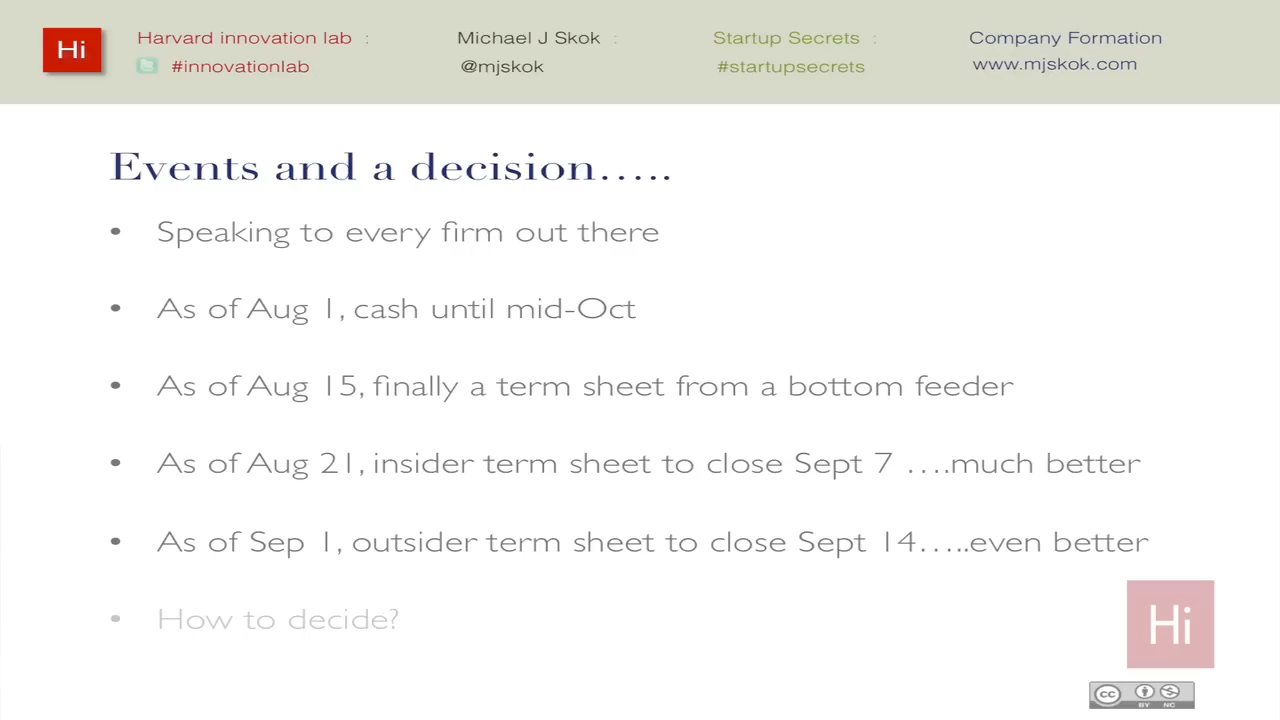 Hi
Harvard innovation lab :
#innovationlab
Michael J Skok :
@mjskok
Startup Secrets :
#startupsecrets
Company Formation
www.mjskok.com
Events and a decision…..
• Speaking to every firm out there
• As of Aug 1, cash until mid-Oct
• As of Aug 15, finally a term sheet from a bottom feeder
• As of Aug 21, insider term sheet to close Sept 7 ….much better
• As of Sep 1, outsider term sheet to close Sept 14…..even better
• How to decide?
Hi
cc
BY NC